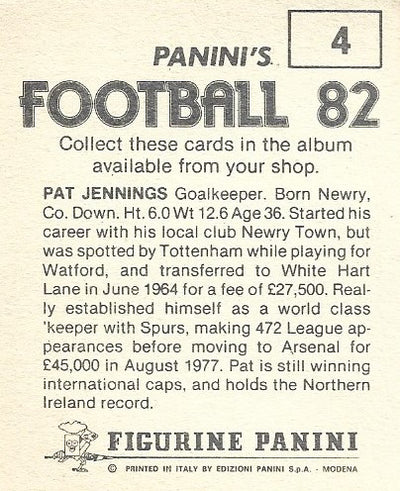 4
PANINI'S
FOOTBALL 82
Collect these cards in the album
available from your shop.
PAT JENNINGS Goalkeeper. Born Newry,
Co. Down. Ht. 6.0 Wt 12.6 Age 36. Started his
career with his local club Newry Town, but
was spotted by Tottenham while playing for
Watford, and transferred to White Hart
Lane in June 1964 for a fee of £27,500. Real-
ly established himself as a world class
'keeper with Spurs, making 472 League ap-
pearances before moving to Arsenal for
£45,000 in August 1977. Pat is still winning
international caps, and holds the Northern
Ireland record.
FIGURINE PANINI
© PRINTED IN ITALY BY EDIZIONI PANINI S.p.A. - MODENA